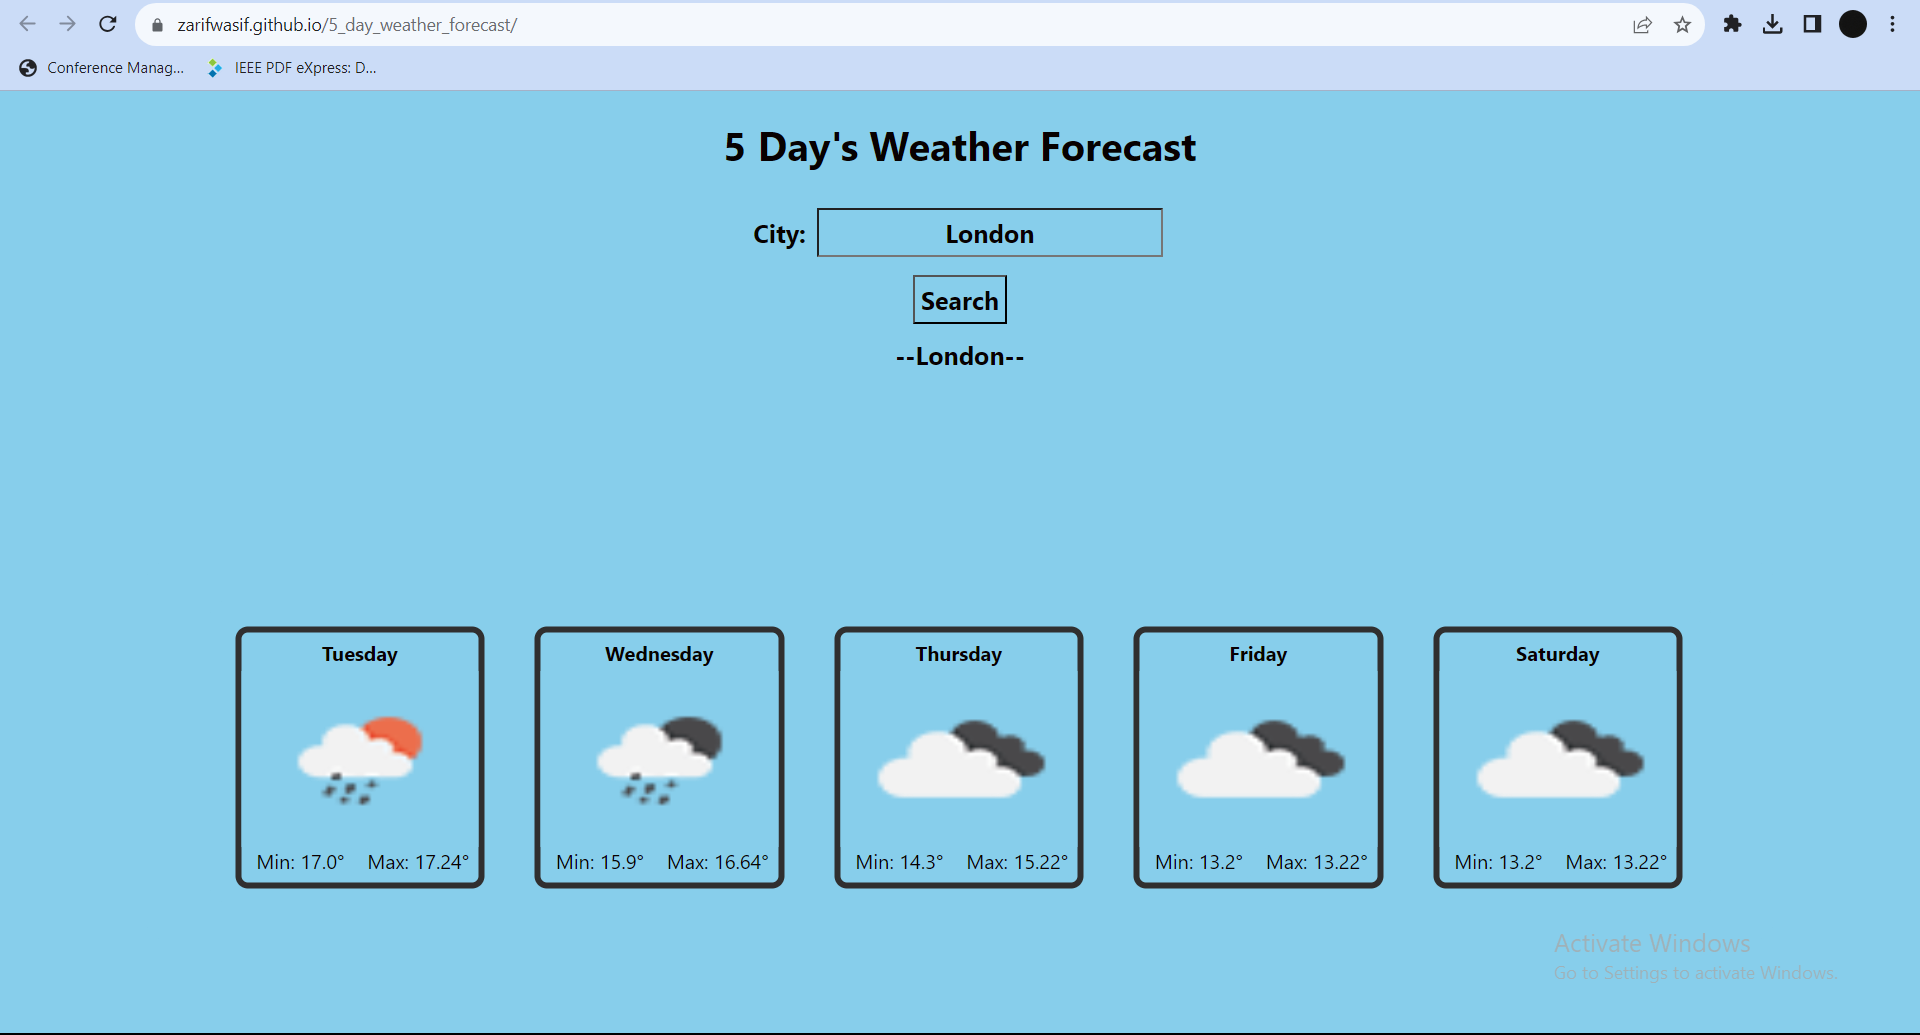 zarifwasif.github.io/5_day_weather_forecast/
Conference Manag... IEEE PDF eXpress: D...
5 Day's Weather Forecast
City: London
Search
--London--
Tuesday Wednesday Thursday Friday Saturday
Min: 17.0° Max: 17.24° Min: 15.9° Max: 16.64° Min: 14.3° Max: 15.22° Min: 13.2° Max: 13.22° Min: 13.2° Max: 13.22°
Activate Windows
Go to Settings to activate Windows.